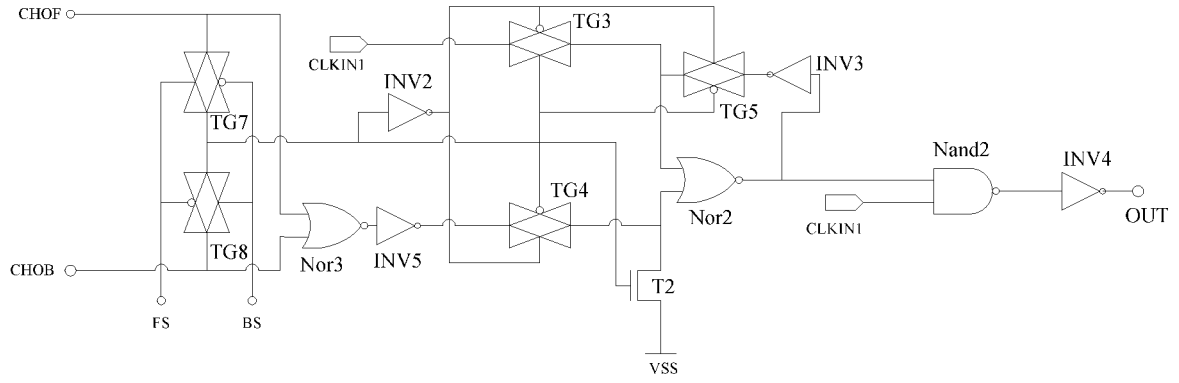 CHOF
TG3
CLKIN1
INV2
INV3
TG7
TG5
Nand2
INV4
TG4
Nor2
TG8
CLKIN1
OUT
Nor3
INV5
CHOB
T2
FS
BS
VSS